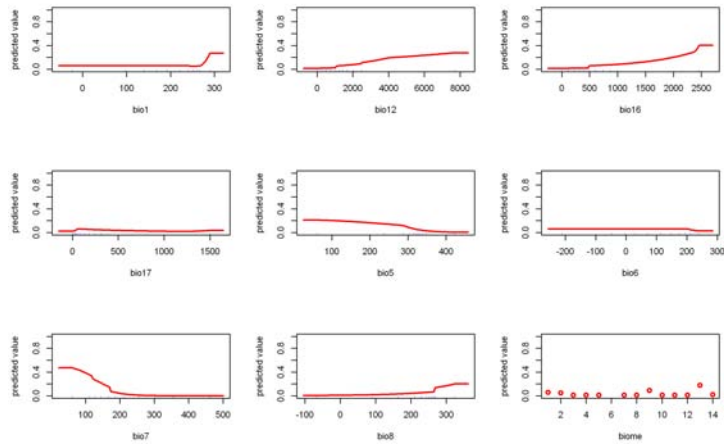 predicted value
0.0 0.4 0.8
0 100 200 300
bio1
predicted value
0.0 0.4 0.8
0 2000 4000 6000 8000
bio12
predicted value
0.0 0.4 0.8
0 500 1000 1500 2000 2500
bio16
predicted value
0.0 0.4 0.8
0 500 1000 1500
bio17
predicted value
0.0 0.4 0.8
100 200 300 400
bio5
predicted value
0.0 0.4 0.8
-200 -100 0 100 200 300
bio6
predicted value
0.0 0.4 0.8
100 200 300 400 500
bio7
predicted value
0.0 0.4 0.8
-100 0 100 200 300
bio8
predicted value
0.0 0.4 0.8
2 4 6 8 10 12 14
biome